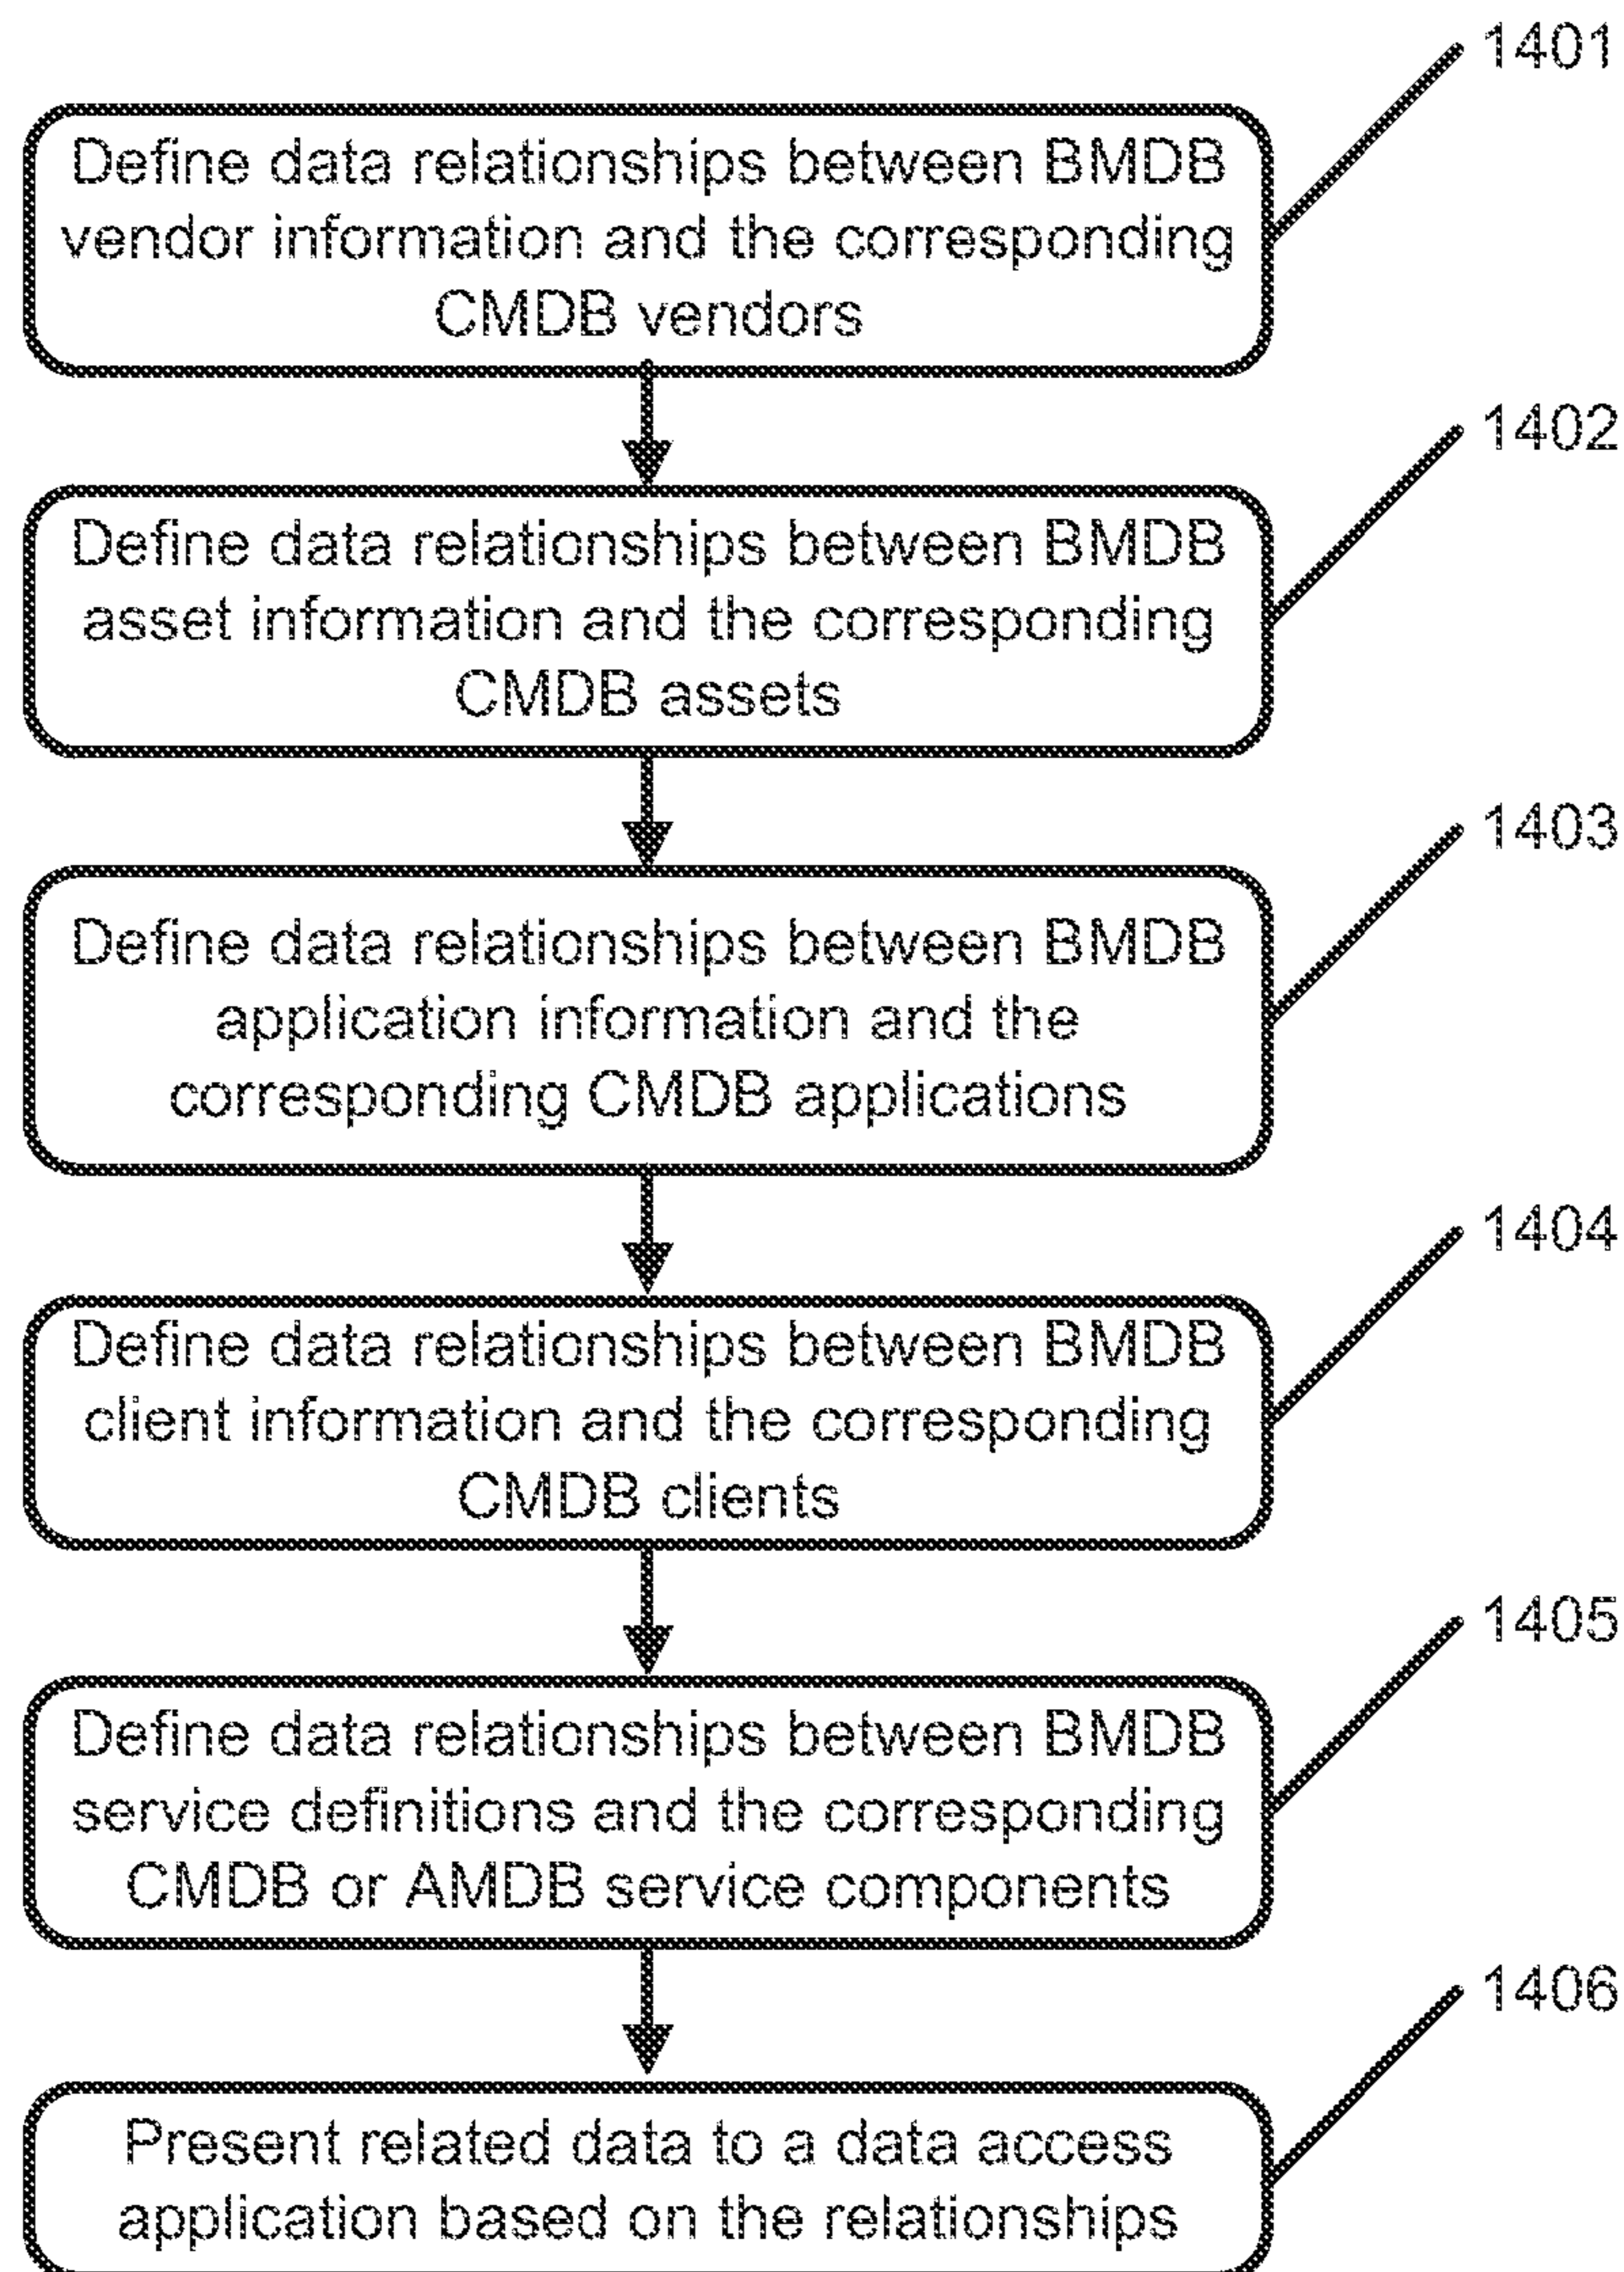 1401
Define data relationships between BMDB
vendor information and the corresponding
CMDB vendors
1402
Define data relationships between BMDB
asset information and the corresponding
CMDB assets
1403
Define data relationships between BMDB
application information and the
corresponding CMDB applications
1404
Define data relationships between BMDB
client information and the corresponding
CMDB clients
1405
Define data relationships between BMDB
service definitions and the corresponding
CMDB or AMDB service components
1406
Present related data to a data access
application based on the relationships